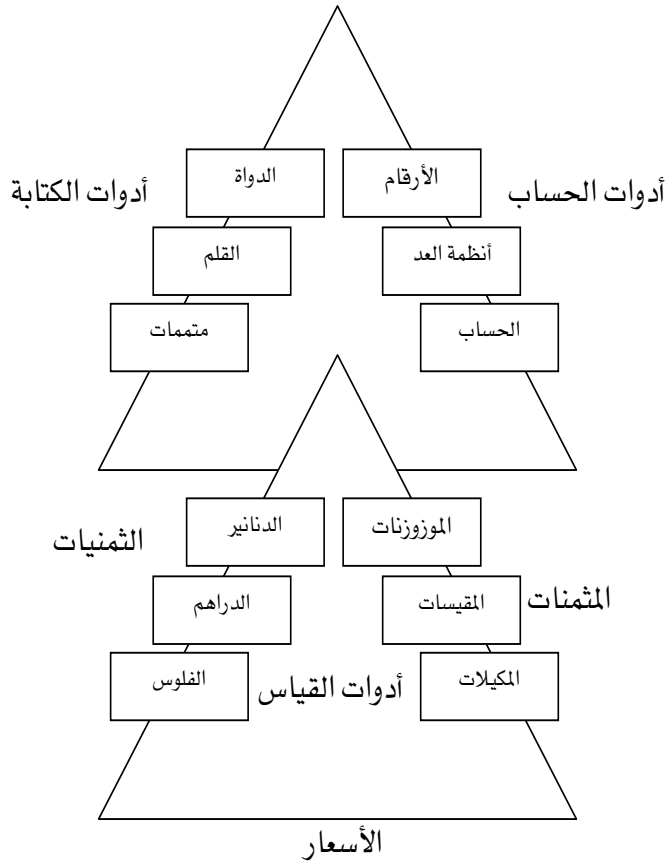 الأرقام
الدواة
أدوات الحساب
أدوات الكتابة
أنظمة العد
القلم
الحساب
متممات
الموزوزنات
الدنانير
الثمنيات
المقيسات
الدراهم
المثمنات
المكيلات
أدوات القياس
الفلوس
الأسعار